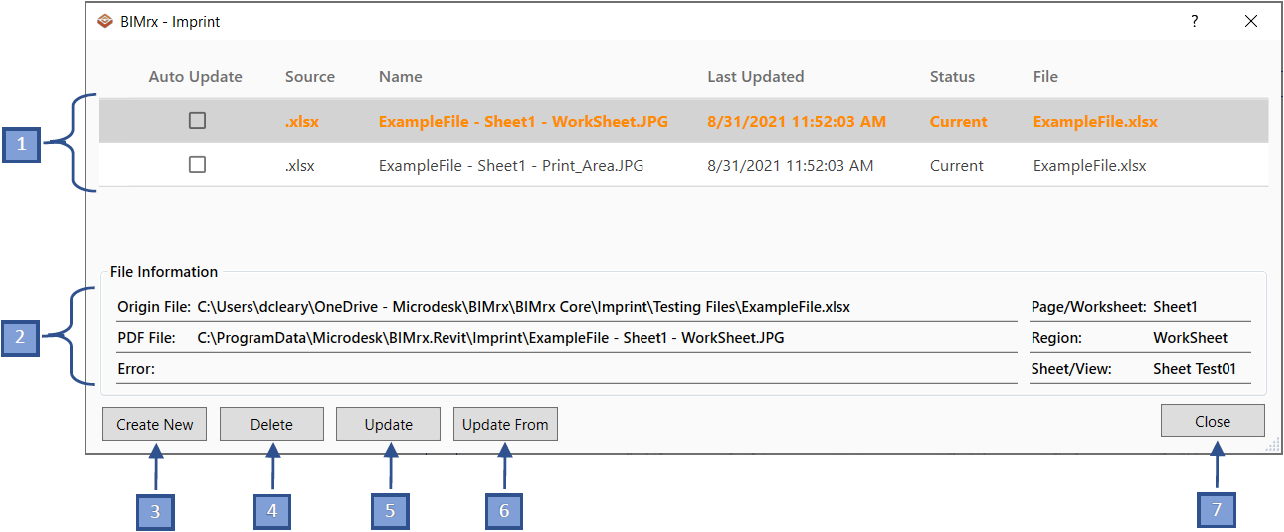 BIMrx - Imprint ?
Auto Update Source Name Last Updated Status File
.xlsx ExampleFile - Sheet1 - WorkSheet.JPG 8/31/2021 11:52:03 AM Current ExampleFile.xlsx
1
.xlsx ExampleFile - Sheet1 - Print_Area.JPG 8/31/2021 11:52:03 AM Current ExampleFile.xlsx
File Information
Origin File: C:\Users\dcleary\OneDrive - Microdesk\BIMrx\BIMrx Core\Imprint\Testing Files\ExampleFile.xlsx Page/Worksheet: Sheet1
2 PDF File: C:\ProgramData\Microdesk\BIMrx.Revit\Imprint\ExampleFile - Sheet1 - WorkSheet.JPG Region: WorkSheet
Error: Sheet/View: Sheet Test01
Create New Delete Update Update From Close
3 4 5 6 7